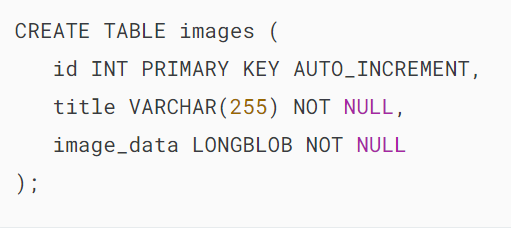 CREATE TABLE images (
   id INT PRIMARY KEY AUTO_INCREMENT,
   title VARCHAR(255) NOT NULL,
   image_data LONGBLOB NOT NULL
);